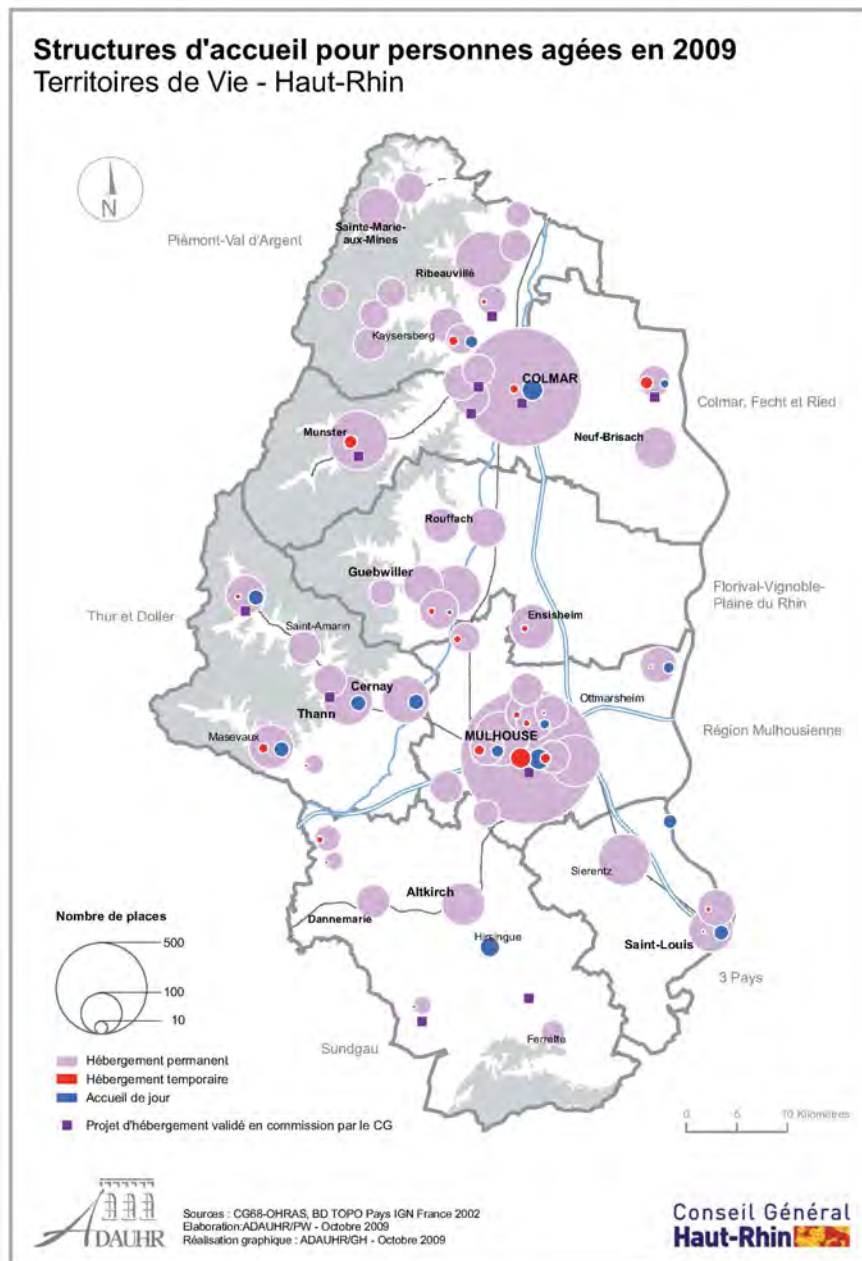 Structures d'accueil pour personnes agées en 2009
Territoires de Vie - Haut-Rhin
N
Piémont-Val d'Argent
Sainte-Marie-
aux-Mines
Ribeauvillé
Kaysersberg
COLMAR
Colmar, Fecht et Ried
Munster
Neuf-Brisach
Rouffach
Guebwiller
Florival-Vignoble-
Plaine du Rhin
Thur et Doller
Ensisheim
Saint-Amarin
Ottmarsheim
Cernay
Thann
Région Mulhousienne
Masevaux
MULHOUSE
Sierentz
Altkirch
Dannemarie
Nombre de places
500
100
10
Hirsingue
Saint-Louis
3 Pays
Sundgau
Ferrette
Hébergement permanent
Hébergement temporaire
Accueil de jour
Projet d'hébergement validé en commission par le CG
0 5 10 Kilomètres
ADAUHR
Sources : CG68-OHRAS, BD TOPO Pays IGN France 2002
Elaboration:ADAUHR/PW - Octobre 2009
Réalisation graphique : ADAUHR/GH - Octobre 2009
Conseil Général
Haut-Rhin